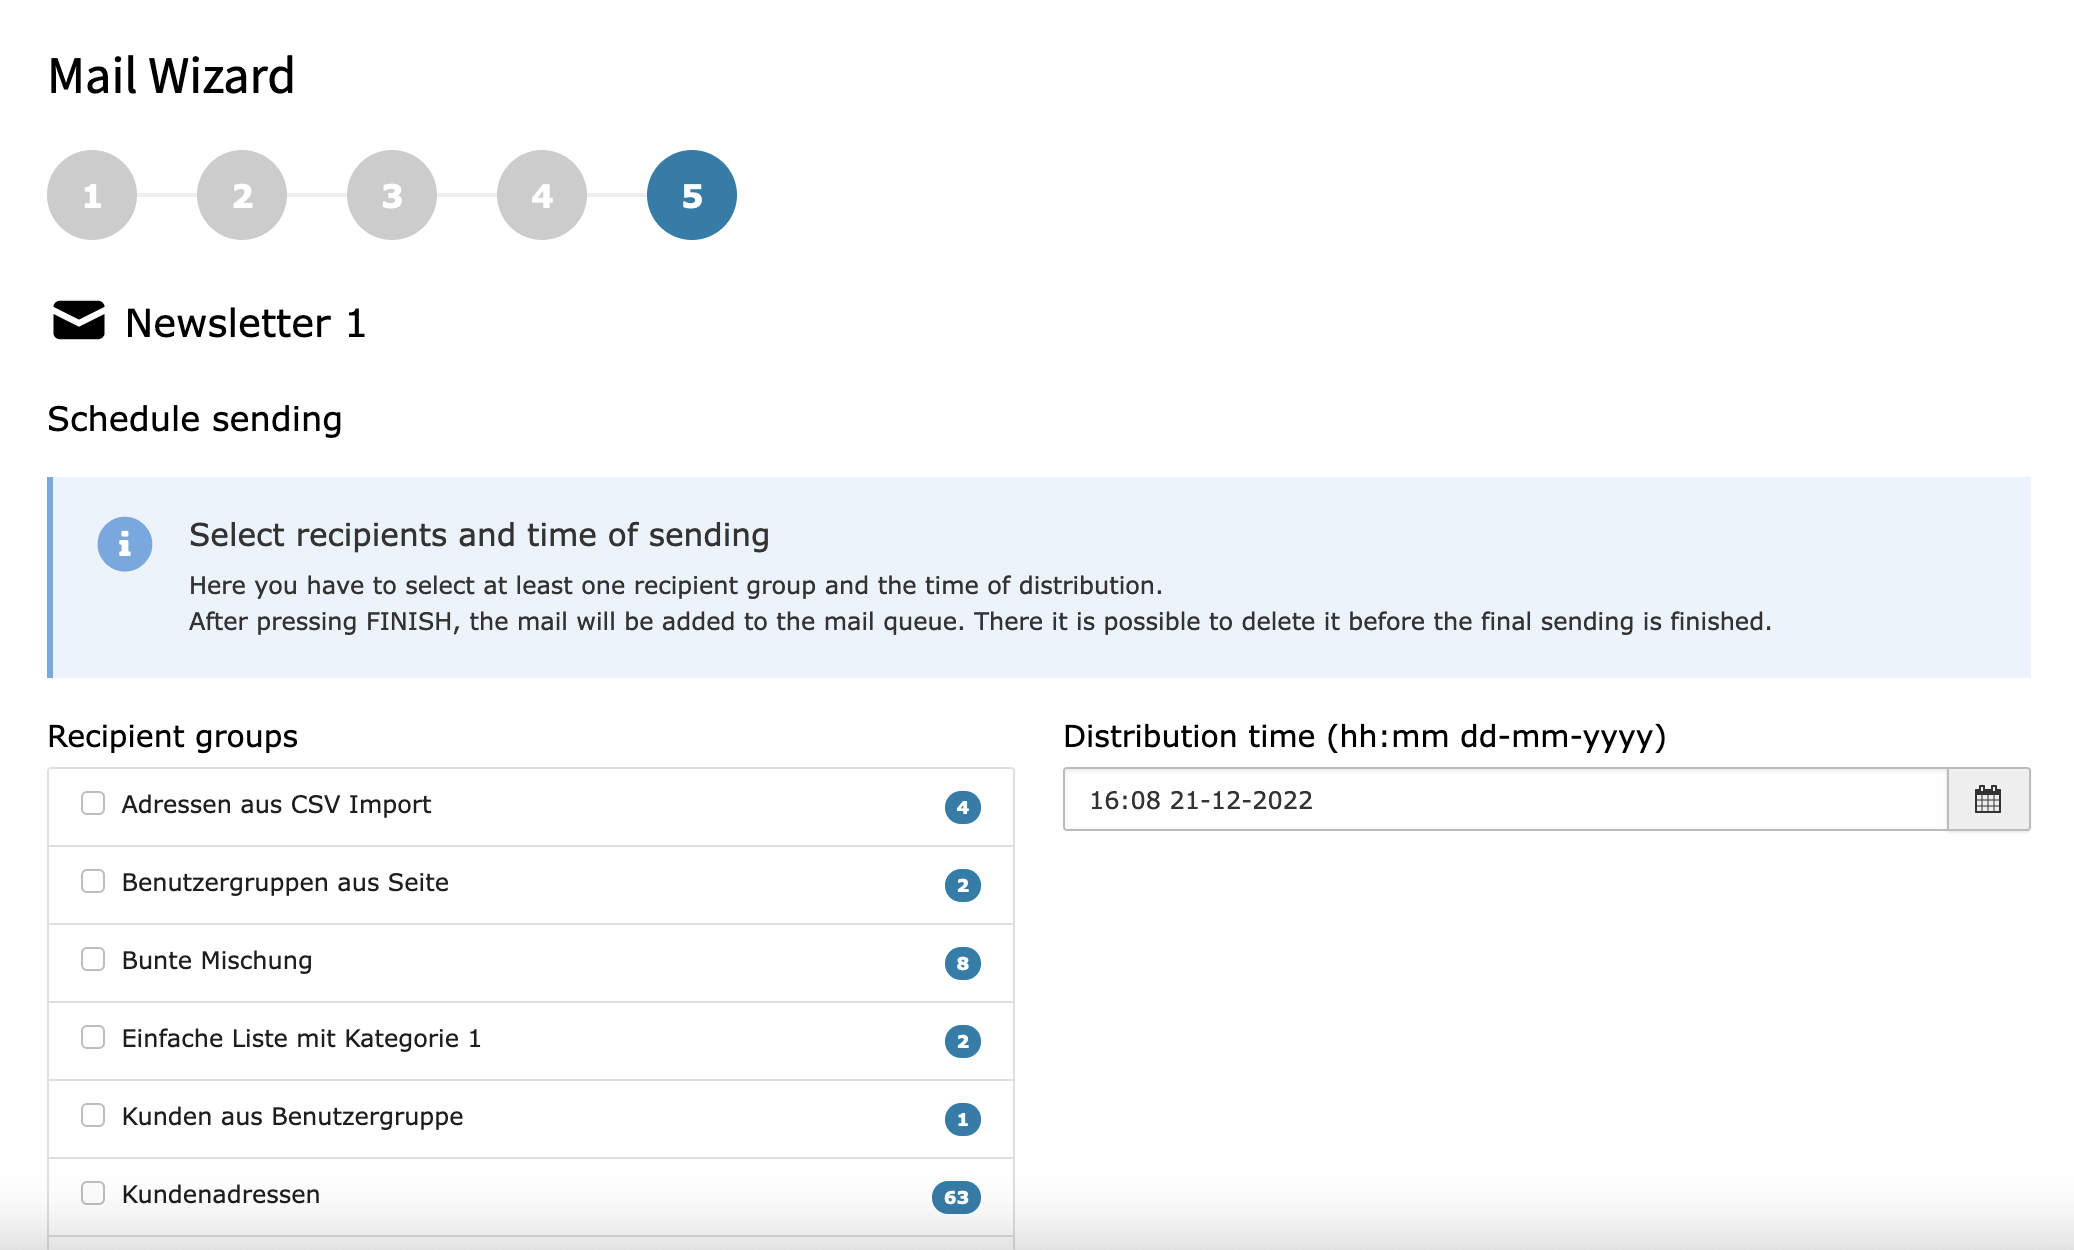 Mail Wizard
1 2 3 4 5
Newsletter 1
Schedule sending
i
Select recipients and time of sending
Here you have to select at least one recipient group and the time of distribution.
After pressing FINISH, the mail will be added to the mail queue. There it is possible to delete it before the final sending is finished.
Recipient groups
Adressen aus CSV Import 4
Benutzergruppen aus Seite 2
Bunte Mischung 8
Einfache Liste mit Kategorie 1 2
Kunden aus Benutzergruppe 1
Kundenadressen 63
Distribution time (hh:mm dd-mm-yyyy)
16:08 21-12-2022